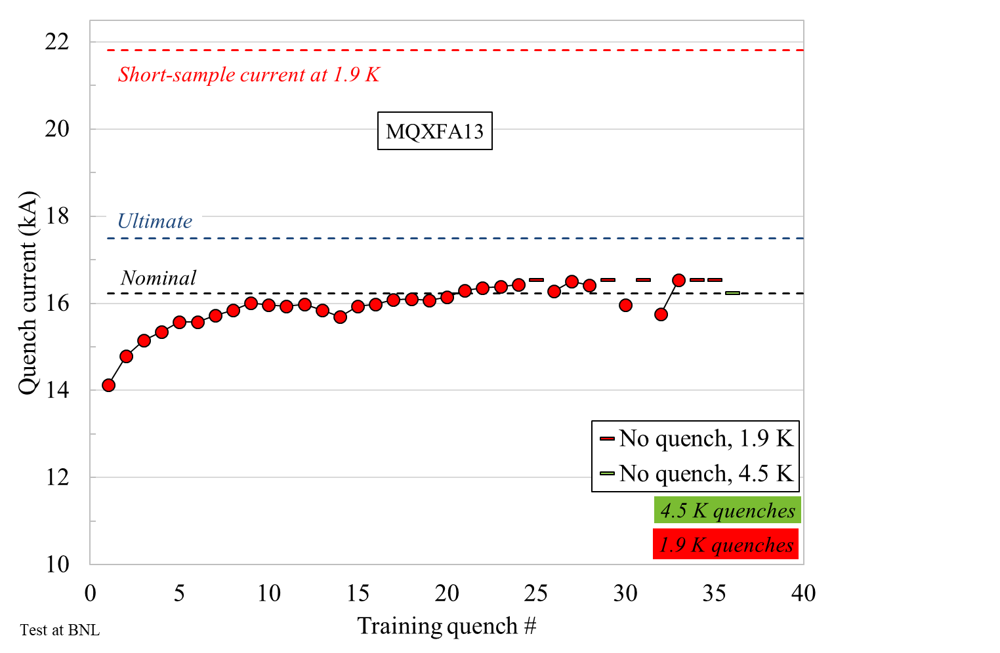 22
20
18
16
14
12
10
Quench current (kA)
Short-sample current at 1.9 K
MQXFA13
Ultimate
Nominal
No quench, 1.9 K
No quench, 4.5 K
4.5 K quenches
1.9 K quenches
0 5 10 15 20 25 30 35 40
Training quench #
Test at BNL